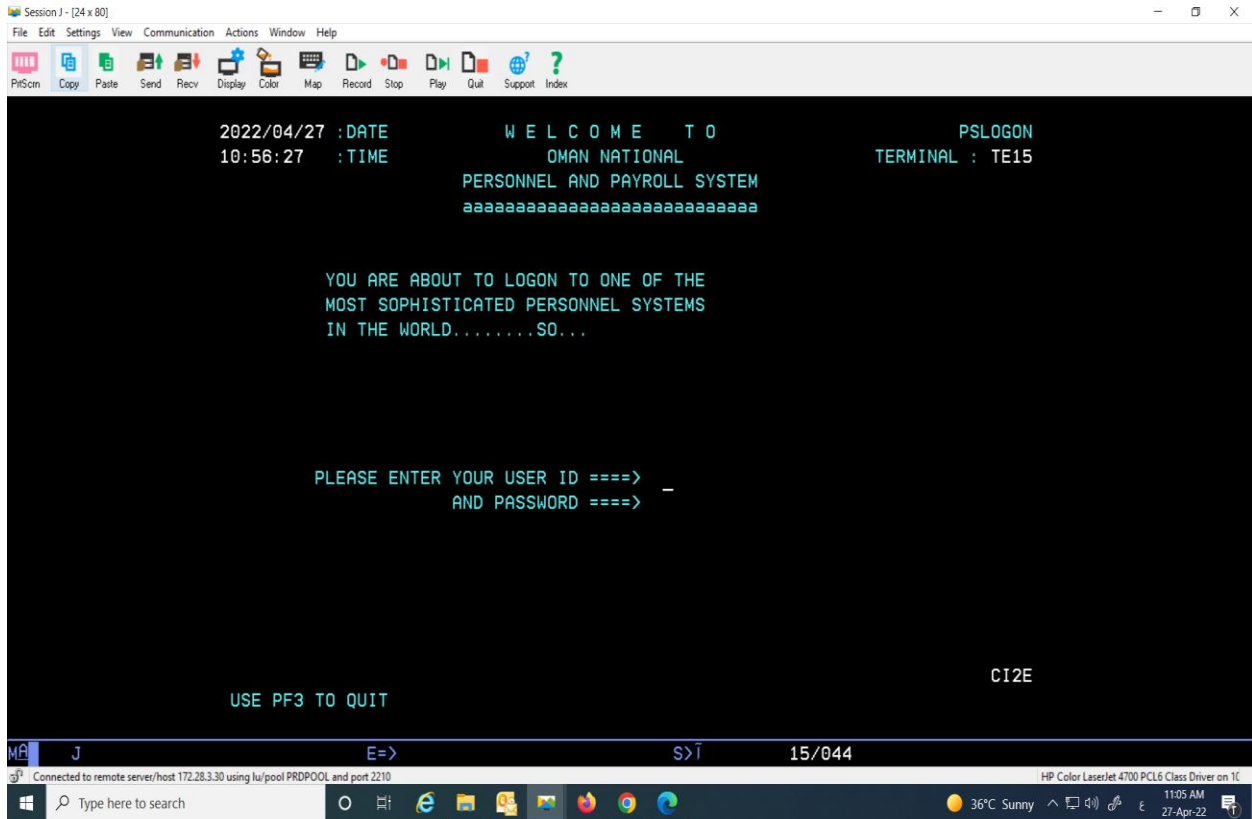 Session J - [24 x 80]
File Edit Settings View Communication Actions Window Help
PrtScrn Copy Paste Send Recv Display Color Map Record Stop Play Quit Support Index
2022/04/27 :DATE W E L C O M E T O PSLOGON
10:56:27 :TIME OMAN NATIONAL TERMINAL : TE15
PERSONNEL AND PAYROLL SYSTEM
aaaaaaaaaaaaaaaaaaaaaaaaaaaa
YOU ARE ABOUT TO LOGON TO ONE OF THE
MOST SOPHISTICATED PERSONNEL SYSTEMS
IN THE WORLD........SO...
PLEASE ENTER YOUR USER ID ====> _
AND PASSWORD ====>
CI2E
USE PF3 TO QUIT
MA J E=> S>Ī 15/044
Connected to remote server/host 172.28.3.30 using lu/pool PRDPOOL and port 2210 HP Color LaserJet 4700 PCL6 Class Driver on 10
Type here to search 36°C Sunny ع 11:05 AM
27-Apr-22